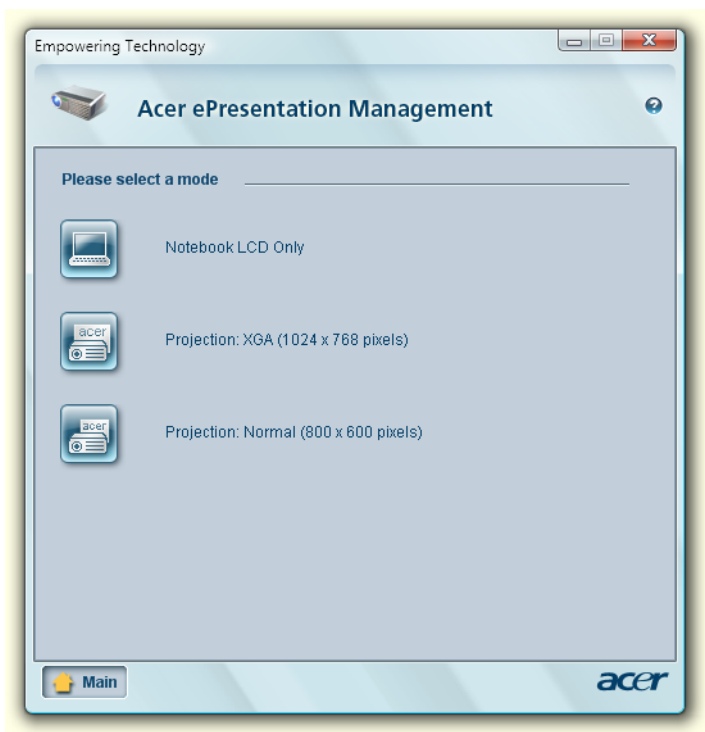 Empowering Technology
Acer ePresentation Management
Please select a mode
Notebook LCD Only
acer
Projection: XGA (1024 x 768 pixels)
acer
Projection: Normal (800 x 600 pixels)
Main
acer